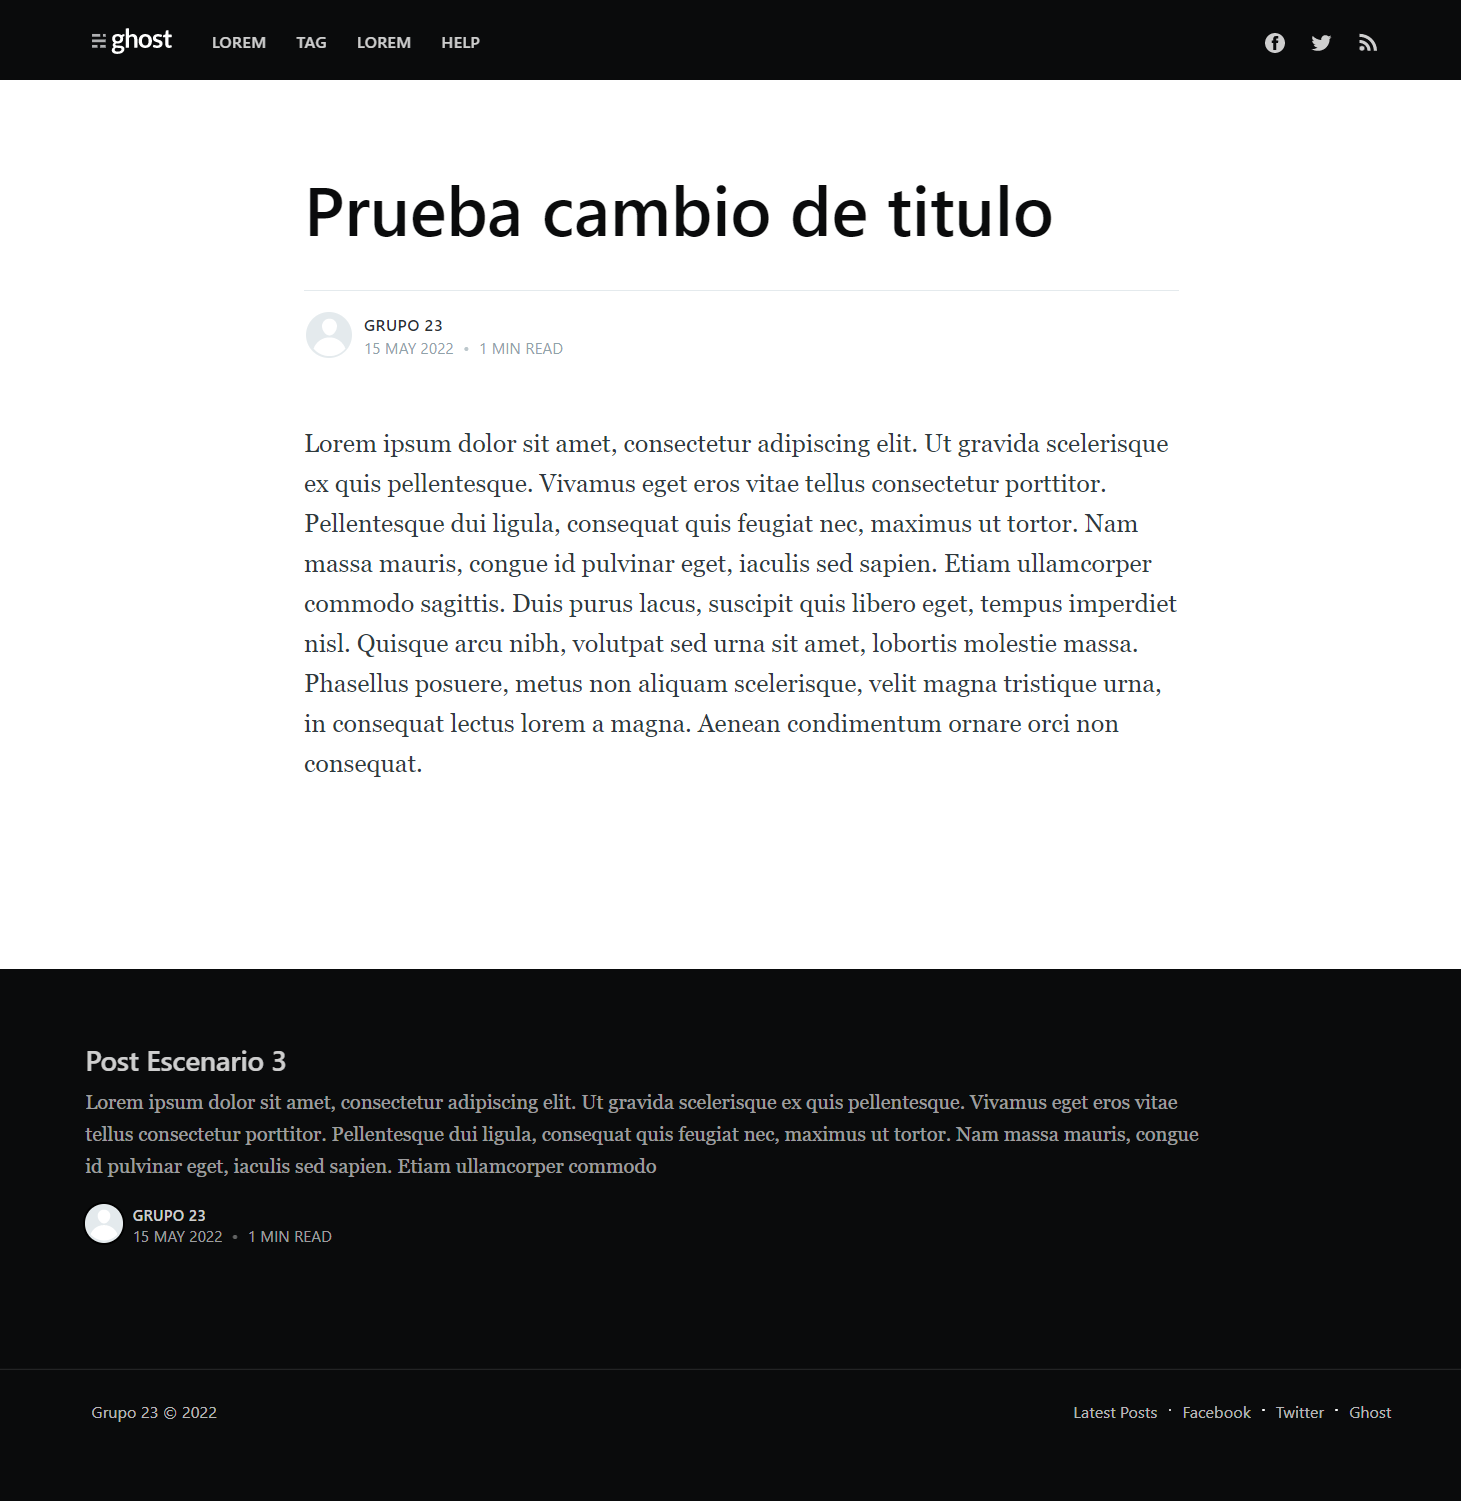 ghost LOREM TAG LOREM HELP
Prueba cambio de titulo
GRUPO 23
15 MAY 2022 • 1 MIN READ
Lorem ipsum dolor sit amet, consectetur adipiscing elit. Ut gravida scelerisque
ex quis pellentesque. Vivamus eget eros vitae tellus consectetur porttitor.
Pellentesque dui ligula, consequat quis feugiat nec, maximus ut tortor. Nam
massa mauris, congue id pulvinar eget, iaculis sed sapien. Etiam ullamcorper
commodo sagittis. Duis purus lacus, suscipit quis libero eget, tempus imperdiet
nisl. Quisque arcu nibh, volutpat sed urna sit amet, lobortis molestie massa.
Phasellus posuere, metus non aliquam scelerisque, velit magna tristique urna,
in consequat lectus lorem a magna. Aenean condimentum ornare orci non
consequat.
Post Escenario 3
Lorem ipsum dolor sit amet, consectetur adipiscing elit. Ut gravida scelerisque ex quis pellentesque. Vivamus eget eros vitae
tellus consectetur porttitor. Pellentesque dui ligula, consequat quis feugiat nec, maximus ut tortor. Nam massa mauris, congue
id pulvinar eget, iaculis sed sapien. Etiam ullamcorper commodo
GRUPO 23
15 MAY 2022 • 1 MIN READ
Grupo 23 © 2022
Latest Posts · Facebook · Twitter · Ghost